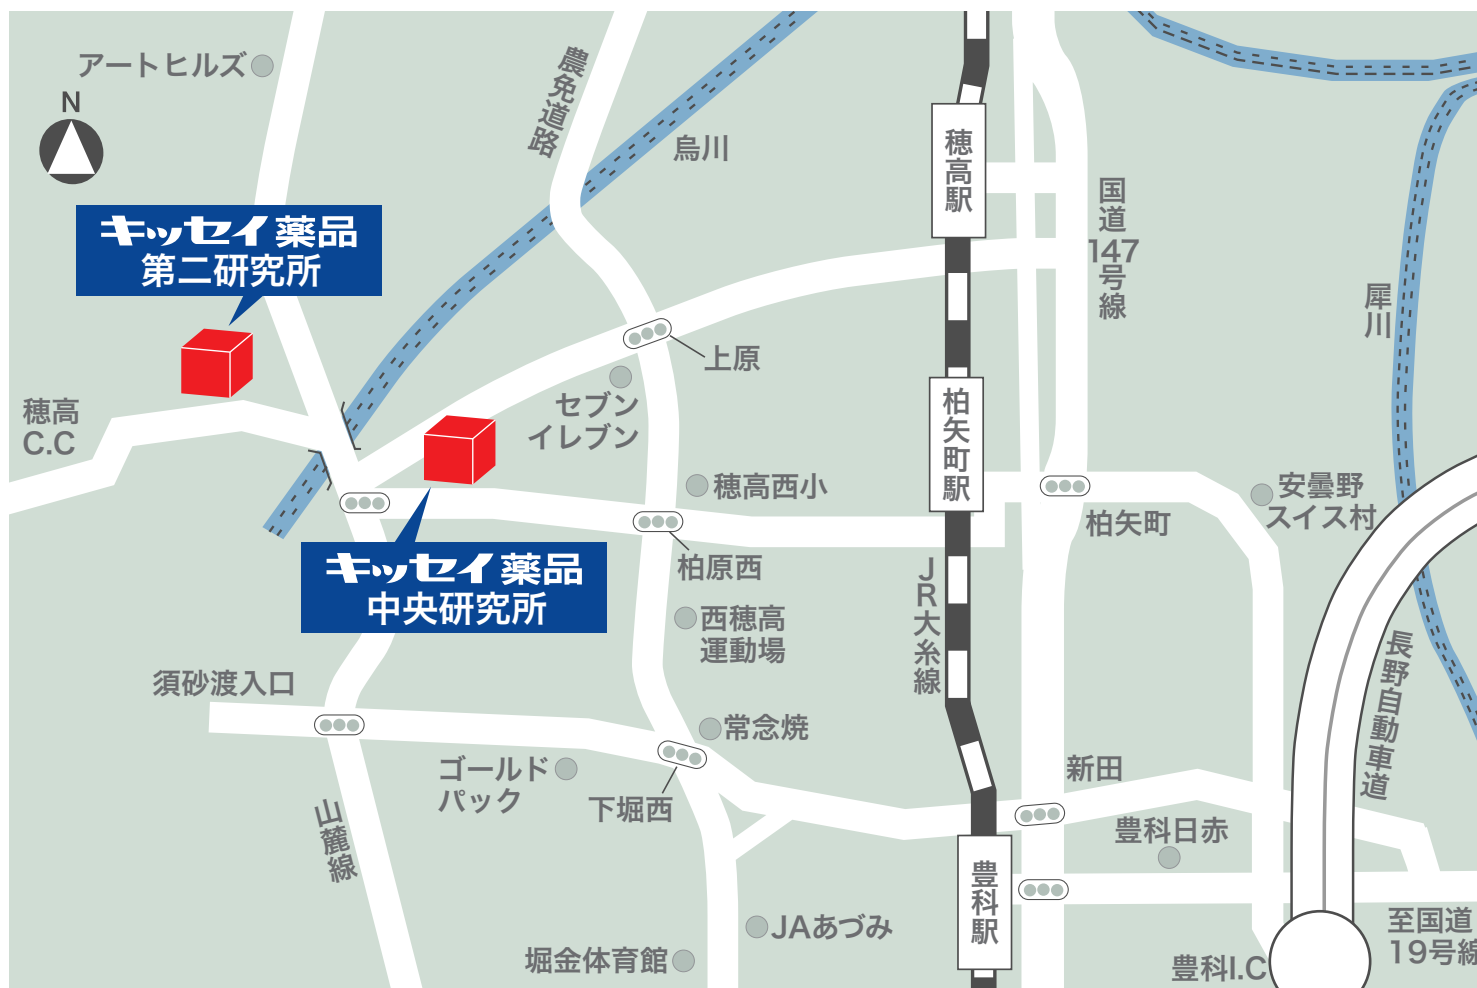 アートヒルズ
N
農免道路
烏川
穂高駅
国道147号線
犀川
キッセイ薬品
第二研究所
上原
穂高
C.C
セブン
イレブン
柏矢町駅
穂高西小
安曇野
スイス村
柏矢町
柏原西
キッセイ薬品
中央研究所
JR大糸線
西穂高
運動場
長野自動車道
須砂渡入口
常念焼
ゴールド
パック
下堀西
新田
山麓線
豊科日赤
豊科駅
JAあづみ
堀金体育館
豊科I.C
至国道
19号線